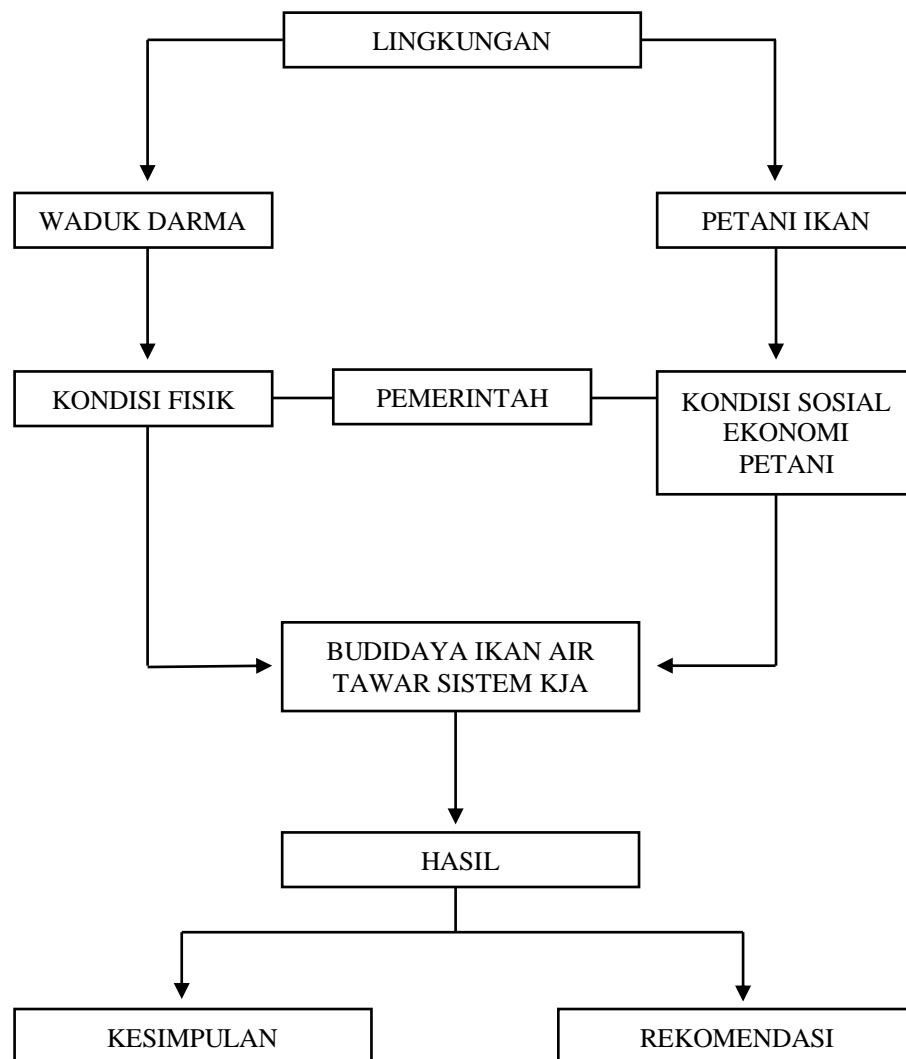 LINGKUNGAN
WADUK DARMA
PETANI IKAN
KONDISI FISIK
PEMERINTAH
KONDISI SOSIAL
EKONOMI
PETANI
BUDIDAYA IKAN AIR
TAWAR SISTEM KJA
HASIL
KESIMPULAN
REKOMENDASI